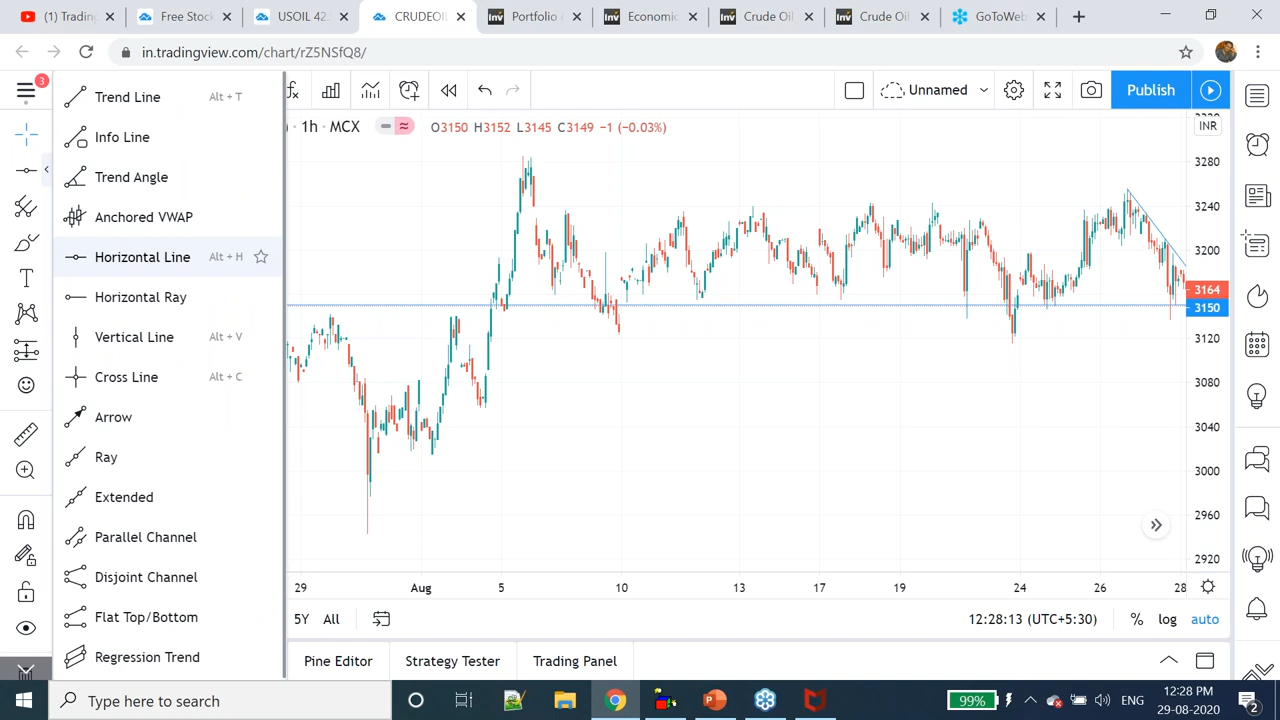 (1) Trading
Free Stock
USOIL 42.
CRUDEOIL
Portfolio
Economic
Crude Oil
Crude Oil
GoToWeb
in.tradingview.com/chart/rZ5NSfQ8/
3
Unnamed
Publish
1h · MCX
O3150 H3152 L3145 C3149 −1 (−0.03%)
INR
Trend Line Alt + T
Info Line
Trend Angle
Anchored VWAP
Horizontal Line Alt + H
Horizontal Ray
Vertical Line Alt + V
Cross Line Alt + C
Arrow
Ray
Extended
Parallel Channel
Disjoint Channel
Flat Top/Bottom
Regression Trend
3280
3240
3200
3164
3150
3120
3080
3040
3000
2960
2920
29 Aug 5 10 13 17 19 24 26 28
5Y All
12:28:13 (UTC+5:30)
% log auto
Pine Editor Strategy Tester Trading Panel
Type here to search
99%
ENG
12:28 PM
29-08-2020
2